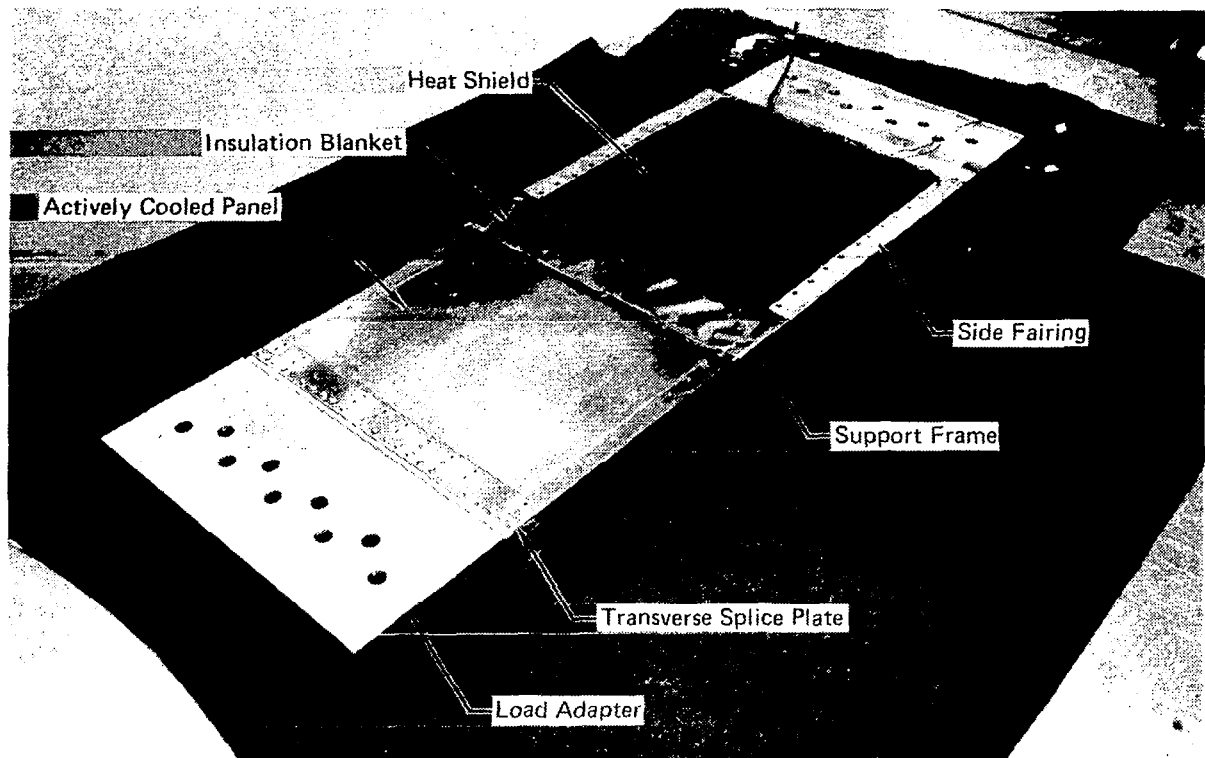 Heat Shield
Insulation Blanket
Actively Cooled Panel
Side Fairing
Support Frame
Transverse Splice Plate
Load Adapter